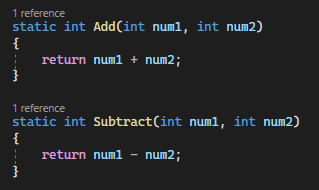 1 reference
static int Add(int num1, int num2)
{
return num1 + num2;
}
1 reference
static int Subtract(int num1, int num2)
{
return num1 - num2;
}